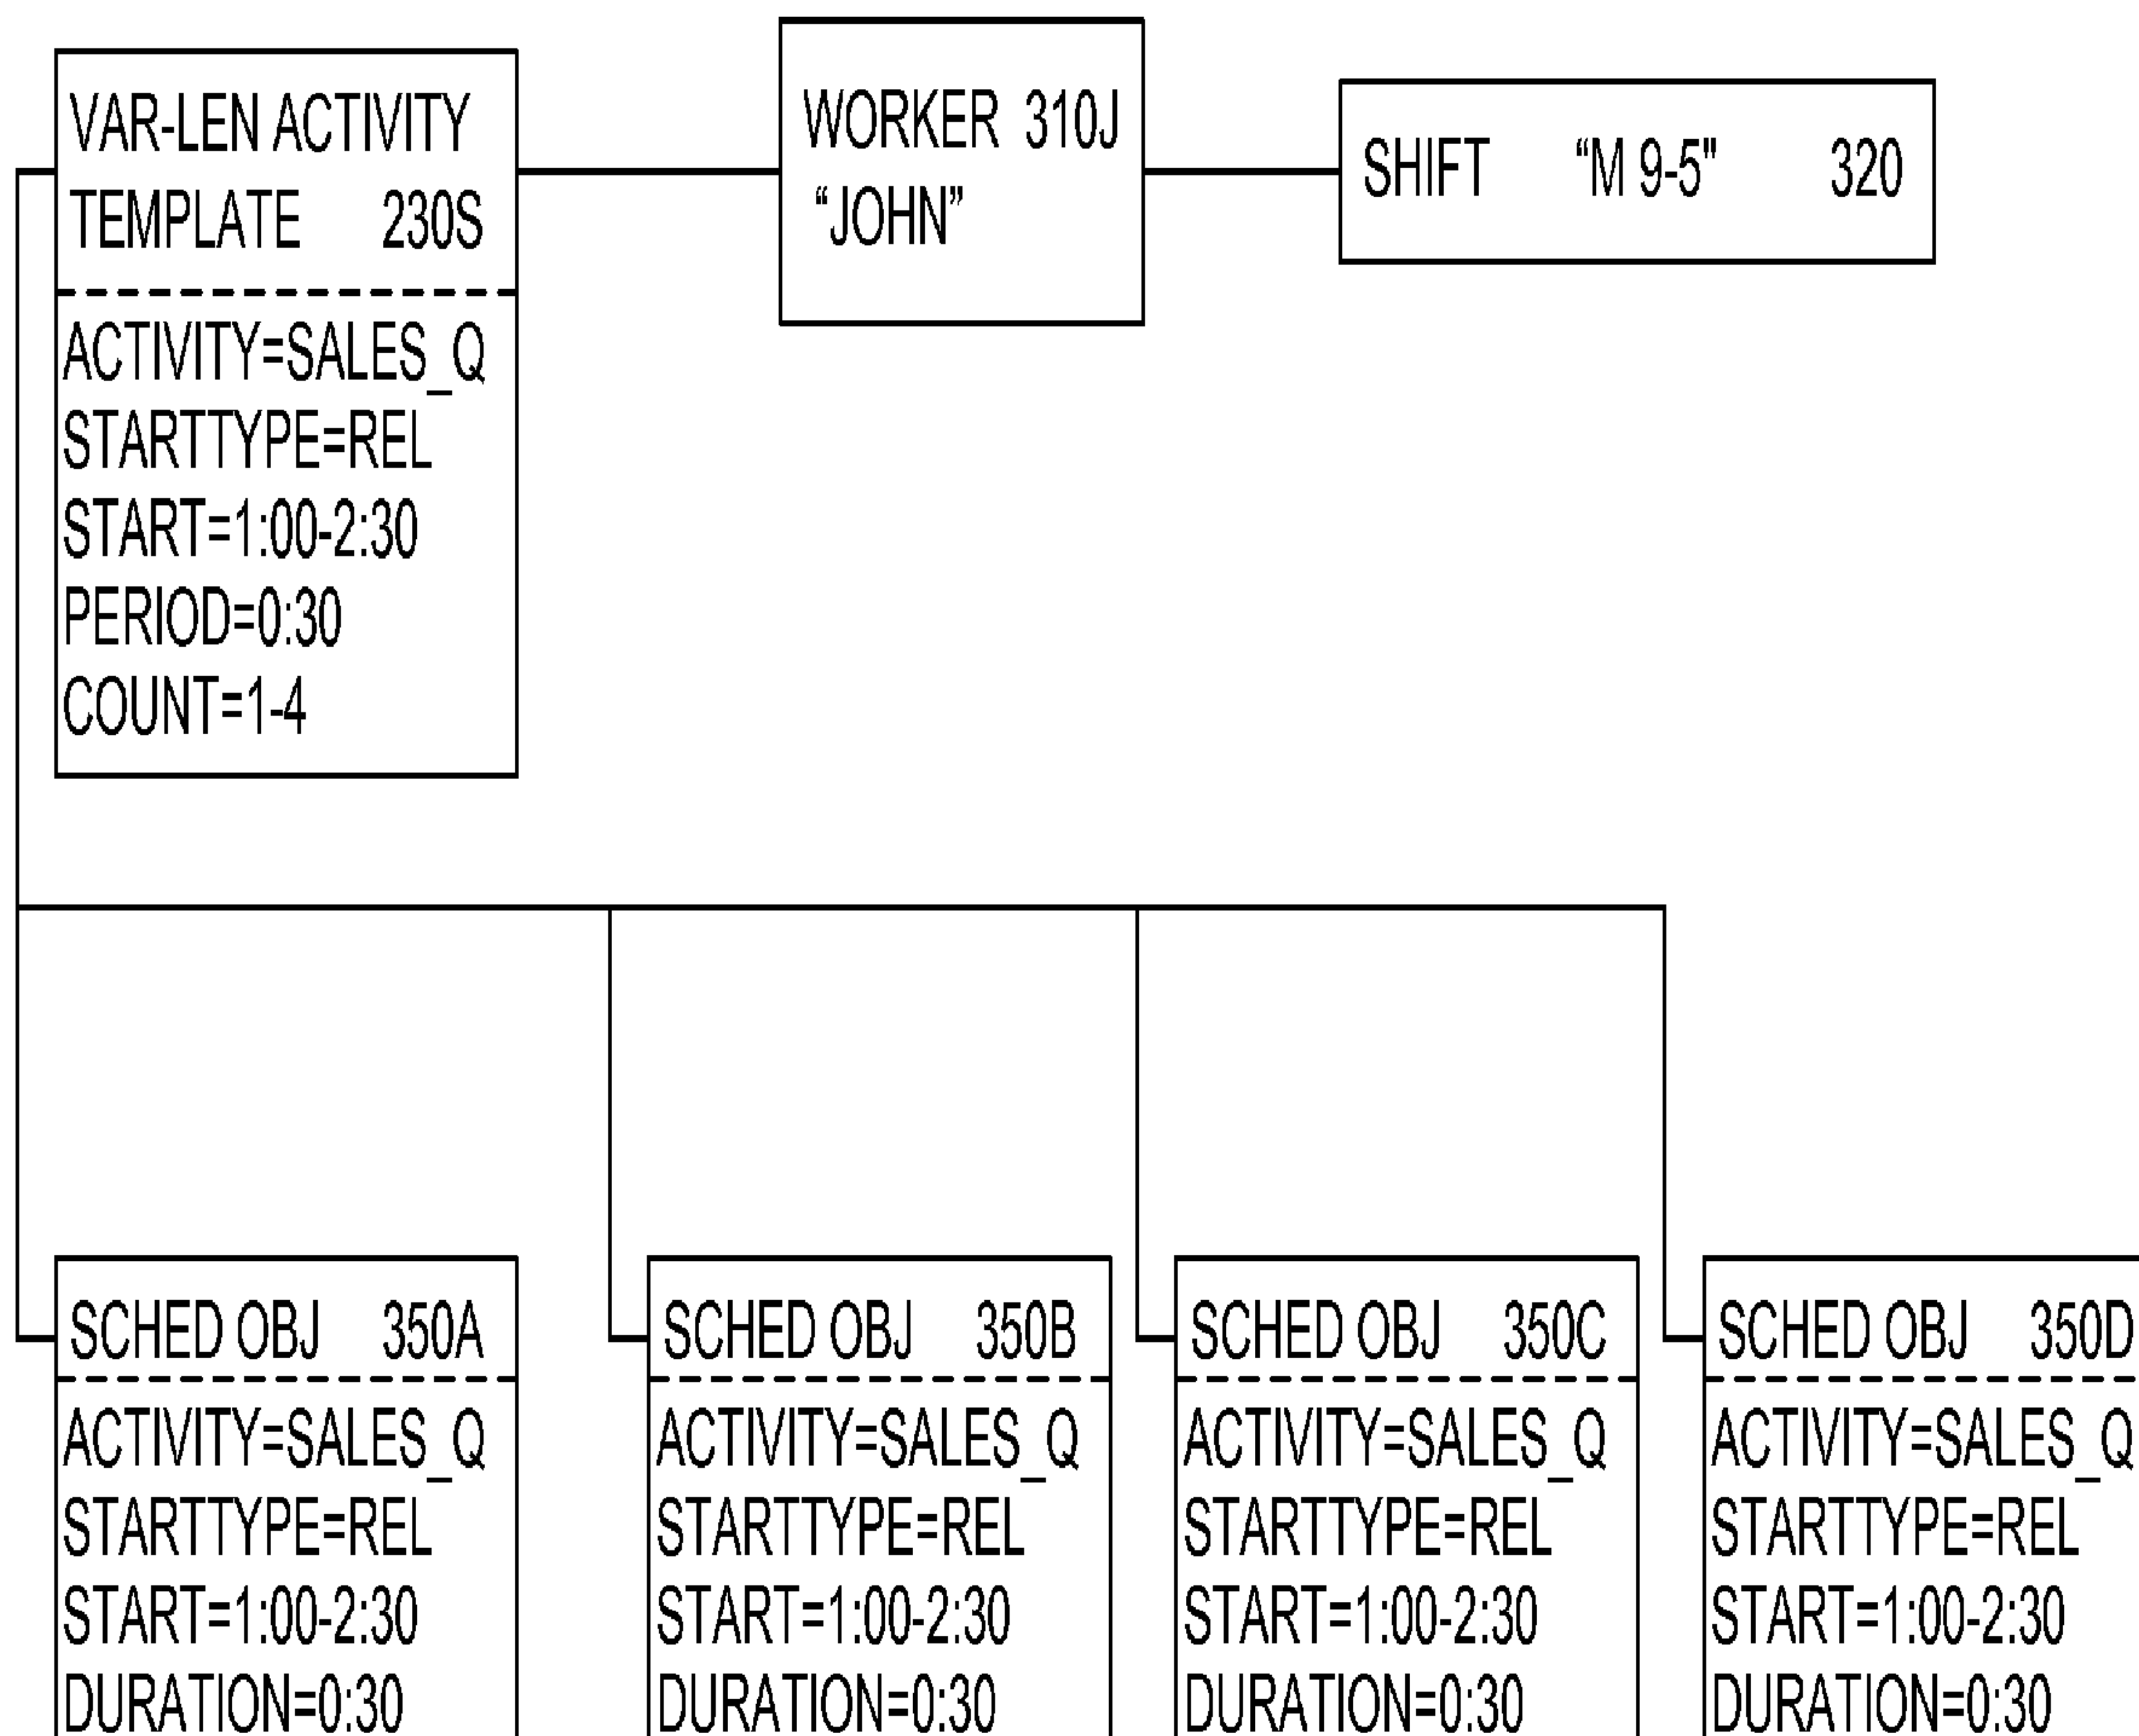 VAR-LEN ACTIVITY
TEMPLATE 230S
ACTIVITY=SALES_Q
STARTTYPE=REL
START=1:00-2:30
PERIOD=0:30
COUNT=1-4
WORKER 310J
“JOHN”
SHIFT “M 9-5" 320
SCHED OBJ 350A
ACTIVITY=SALES_Q
STARTTYPE=REL
START=1:00-2:30
DURATION=0:30
SCHED OBJ 350B
ACTIVITY=SALES_Q
STARTTYPE=REL
START=1:00-2:30
DURATION=0:30
SCHED OBJ 350C
ACTIVITY=SALES_Q
STARTTYPE=REL
START=1:00-2:30
DURATION=0:30
SCHED OBJ 350D
ACTIVITY=SALES_Q
STARTTYPE=REL
START=1:00-2:30
DURATION=0:30